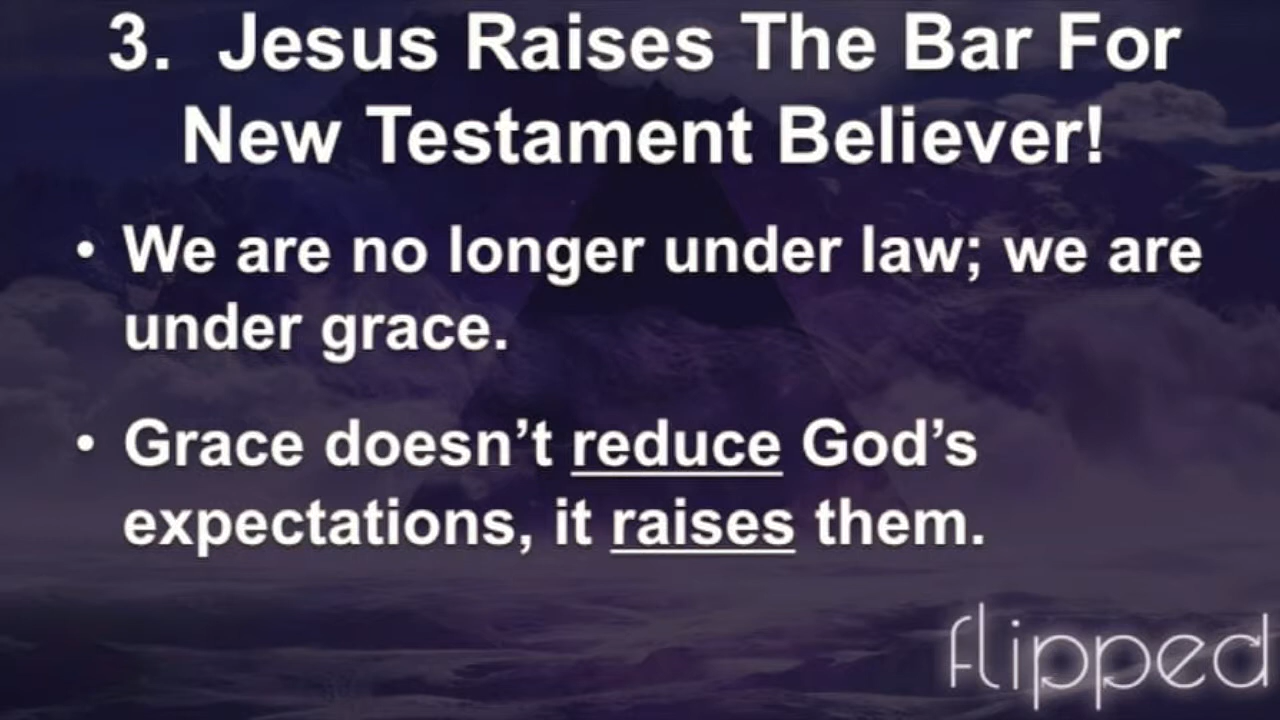 3. Jesus Raises The Bar For
New Testament Believer!
• We are no longer under law; we are
under grace.
• Grace doesn’t reduce God’s
expectations, it raises them.
flipped